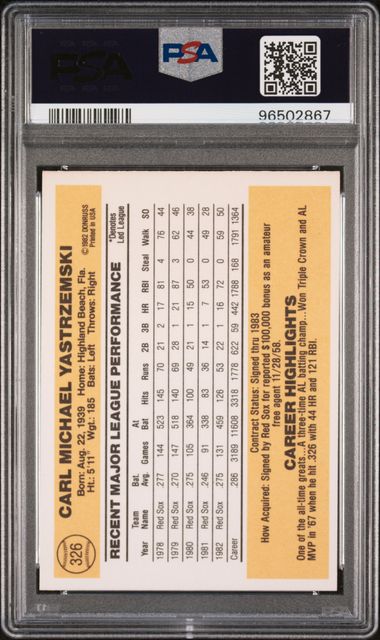 PSA
PSA
96502867
326
CARL MICHAEL YASTRZEMSKI
©1982 DONRUSS
Printed in USA
Born: Aug. 22, 1939 Home: Highland Beach, Fla.
Ht.: 5'11" Wgt.: 185 Bats: Left Throws: Right
RECENT MAJOR LEAGUE PERFORMANCE
*Denotes
Led League
Team Bat. At
Year Name Avg. Games Bat Hits Runs 2B 3B HR RBI Steal Walk SO
1978 Red Sox .277 144 523 145 70 21 2 17 81 4 76 44
1979 Red Sox .270 147 518 140 69 28 1 21 87 3 62 46
1980 Red Sox .275 105 364 100 49 21 1 15 50 0 44 38
1981 Red Sox .246 91 338 83 36 14 1 7 53 0 49 28
1982 Red Sox .275 131 459 126 53 22 1 16 72 0 59 50
Career .286 3189 11608 3318 1778 622 59 442 1788 168 1791 1364
Contract Status: Signed thru 1983
How Acquired: Signed by Red Sox for reported $100,000 bonus as an amateur
free agent 11/28/58.
CAREER HIGHLIGHTS
One of the all-time greats...A three-time AL batting champ...Won Triple Crown and AL
MVP in '67 when he hit .326 with 44 HR and 121 RBI.